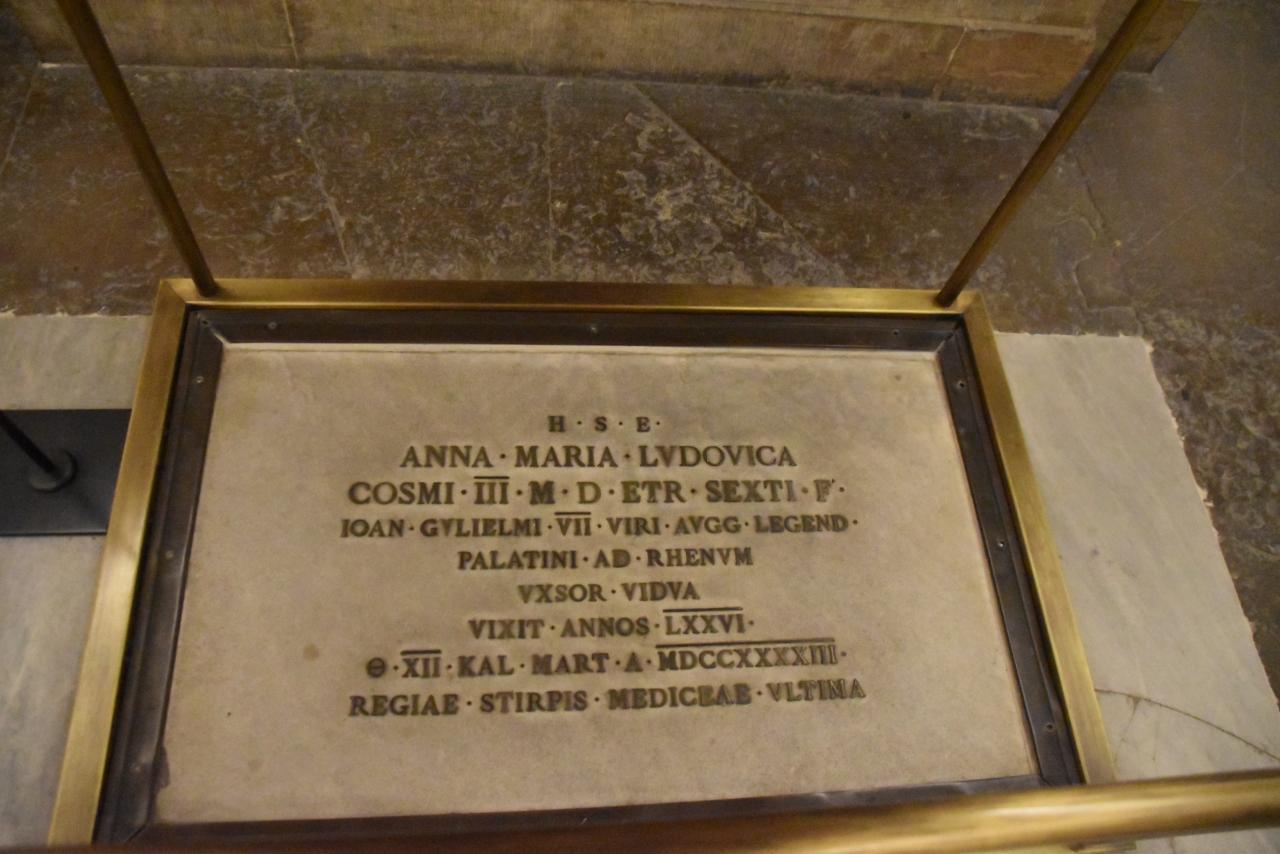 H · S · E ·
ANNA · MARIA · LVDOVICA
COSMI · III · M · D · ETR · SEXTI · F ·
IOAN · GVLIELMI · VII · VIRI · AVGG · LEGEND ·
PALATINI · AD · RHENVM
VXSOR · VIDVA
VIXIT · ANNOS · LXXVI ·
Θ · XII · KAL · MART · A · MDCCXXXXIII ·
REGIAE · STIRPIS · MEDICEAE · VLTIMA